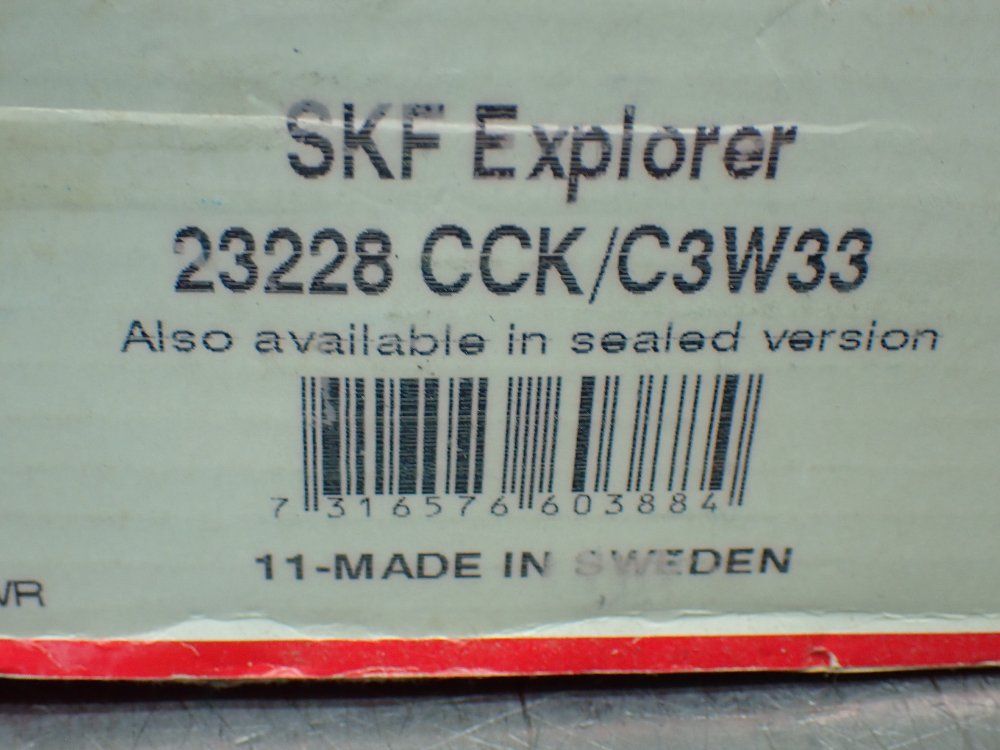 SKF Explorer
23228 CCK/C3W33
Also available in sealed version
7 316576 603884
11-MADE IN SWEDEN